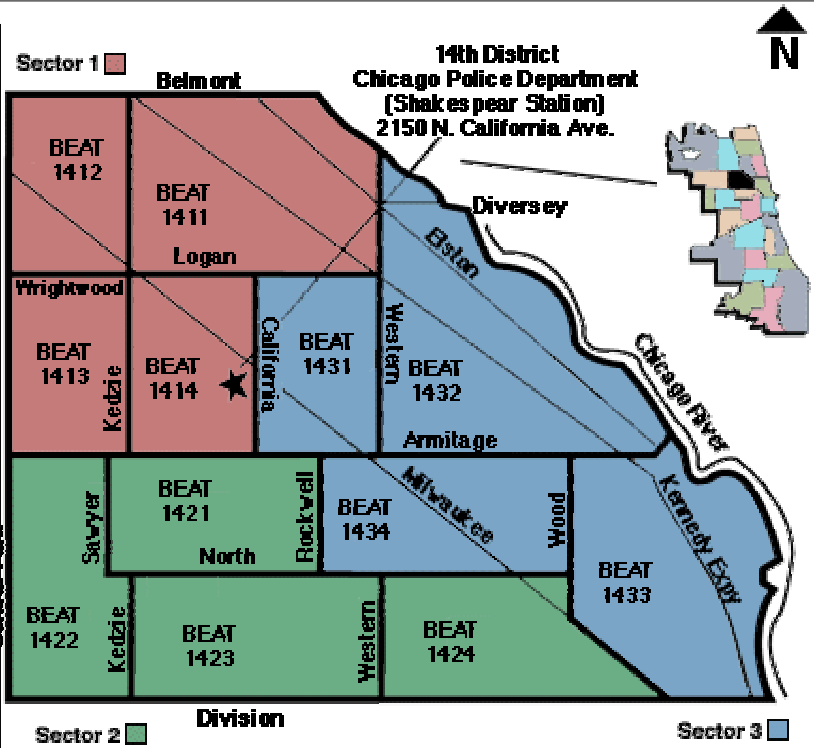 Sector 1
Belmont
14th District
Chicago Police Department
(Shakespear Station)
2150 N. California Ave.
N
BEAT
1412
BEAT
1411
Logan
Diversey
Elston
Wrightwood
BEAT
1413
Kedzie
BEAT
1414
California
BEAT
1431
Western
BEAT
1432
Chicago River
Armitage
Sawyer
BEAT
1421
North
Rockwell
BEAT
1434
Milwaukee
Wood
Kennedy Expy
BEAT
1433
BEAT
1422
Kedzie
BEAT
1423
Western
BEAT
1424
Division
Sector 2
Sector 3